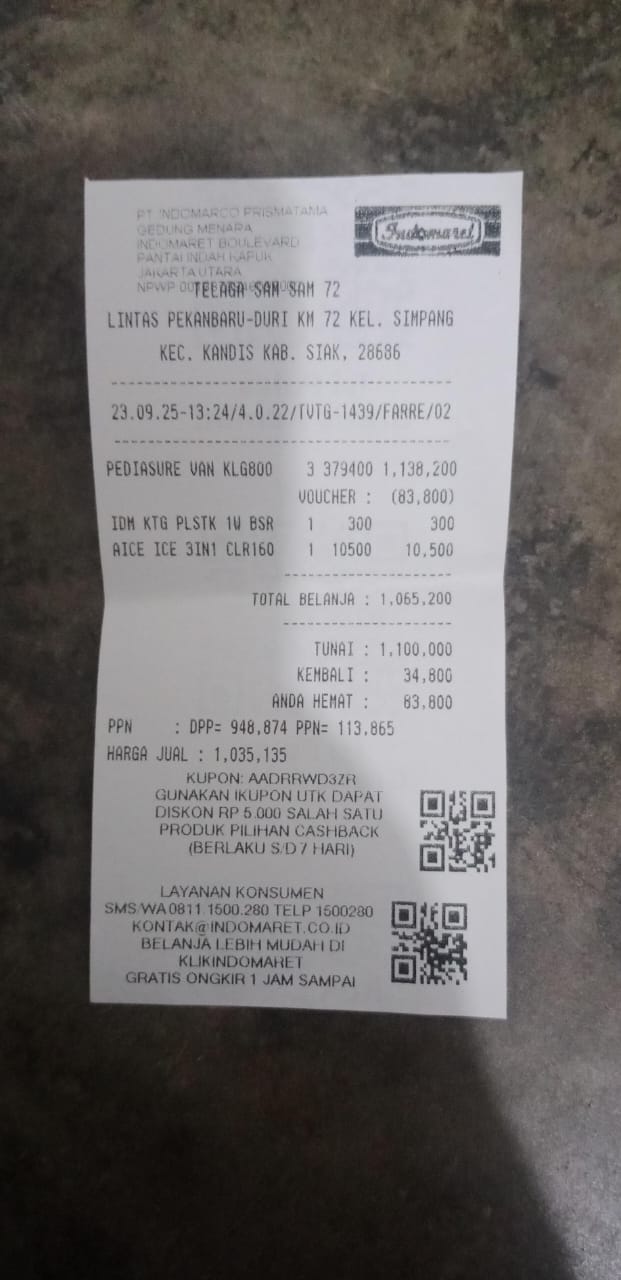 PT INDOMARCO PRISMATAMA
GEDUNG MENARA
INDOMARET BOULEVARD
PANTAI INDAH KAPUK
JAKARTA UTARA
NPWP
Indomaret
TELAGA SAM SAM 72
LINTAS PEKANBARU-DURI KM 72 KEL. SIMPANG
KEC. KANDIS KAB. SIAK, 28686
23.09.25-13:24/4.0.22/TVTG-1439/FARRE/02
PEDIASURE VAN KLG800 3 379400 1,138,200
VOUCHER : (83,800)
IDM KTG PLSTK 1W BSR 1 300 300
AICE ICE 3IN1 CLR160 1 10500 10,500
TOTAL BELANJA : 1,065,200
TUNAI : 1,100,000
KEMBALI : 34,800
ANDA HEMAT : 83,800
PPN : DPP= 948,874 PPN= 113,865
HARGA JUAL : 1,035,135
KUPON: AADRRWD3ZR
GUNAKAN IKUPON UTK DAPAT
DISKON RP 5.000 SALAH SATU
PRODUK PILIHAN CASHBACK
(BERLAKU S/D 7 HARI)
LAYANAN KONSUMEN
SMS/WA 0811.1500.280 TELP 1500280
KONTAK@INDOMARET.CO.ID
BELANJA LEBIH MUDAH DI
KLIKINDOMARET
GRATIS ONGKIR 1 JAM SAMPAI